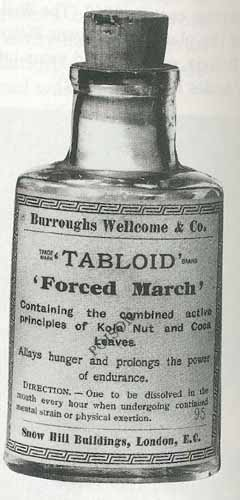 Burroughs Wellcome & Co.
TRADE MARK 'TABLOID' BRAND
'Forced March'
Containing the combined active
principles of Kola Nut and Coca
Leaves.
Allays hunger and prolongs the power
of endurance.
DIRECTION. — One to be dissolved in the
mouth every hour when undergoing continued
mental strain or physical exertion.
95
Snow Hill Buildings, London, E.C.